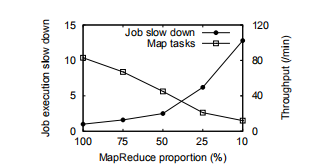 Job execution slow down
15
10
5
0
Job slow down
Map tasks
120
80
40
0
Throughput (/min)
100 75 50 25 10
MapReduce proportion (%)